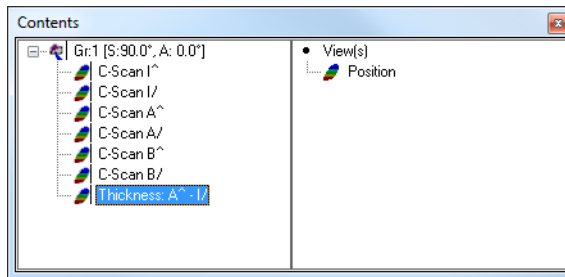 Contents
Gr:1 [S:90.0°, A: 0.0°]
C-Scan I^
C-Scan I/
C-Scan A^
C-Scan A/
C-Scan B^
C-Scan B/
Thickness: A^ - I/
View(s)
Position